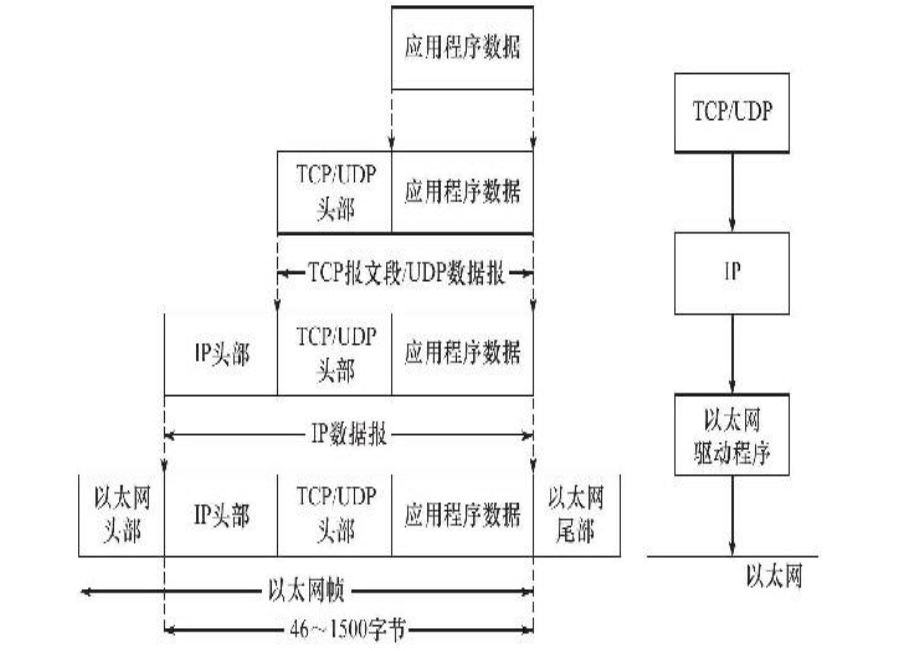 应用程序数据
TCP/UDP
头部
应用程序数据
TCP报文段/UDP数据报
IP头部
TCP/UDP
头部
应用程序数据
IP数据报
以太网
头部
IP头部
TCP/UDP
头部
应用程序数据
以太网
尾部
以太网帧
46～1500字节
TCP/UDP
IP
以太网
驱动程序
以太网